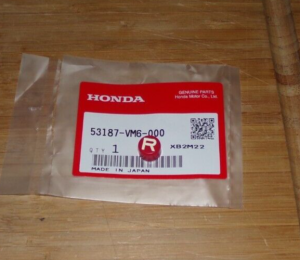 HONDA
GENUINE PARTS
Honda Motor Co., Ltd.
53187-VM6-000
R
QTY 1
XB2M22
MADE IN JAPAN